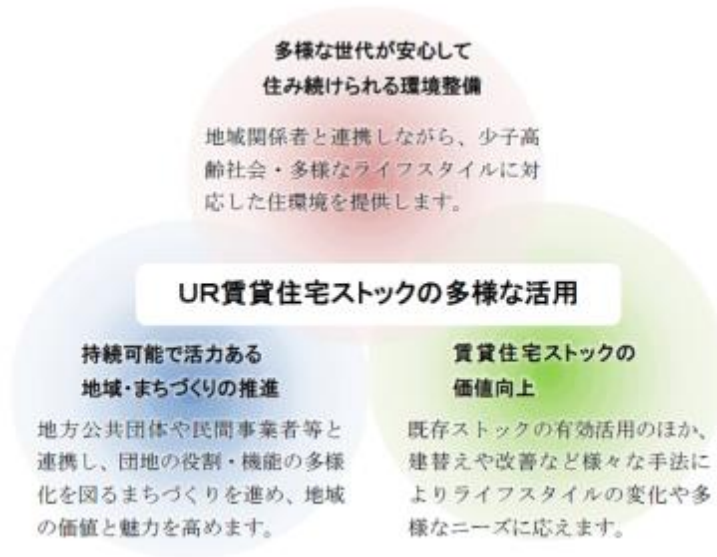 多様な世代が安心して
住み続けられる環境整備
地域関係者と連携しながら、少子高
齢社会・多様なライフスタイルに対
応した住環境を提供します。
UR賃貸住宅ストックの多様な活用
持続可能で活力ある
地域・まちづくりの推進
地方公共団体や民間事業者等と
連携し、団地の役割・機能の多様
化を図るまちづくりを進め、地域
の価値と魅力を高めます。
賃貸住宅ストックの
価値向上
既存ストックの有効活用のほか、
建替えや改善など様々な手法に
よりライフスタイルの変化や多
様なニーズに応えます。